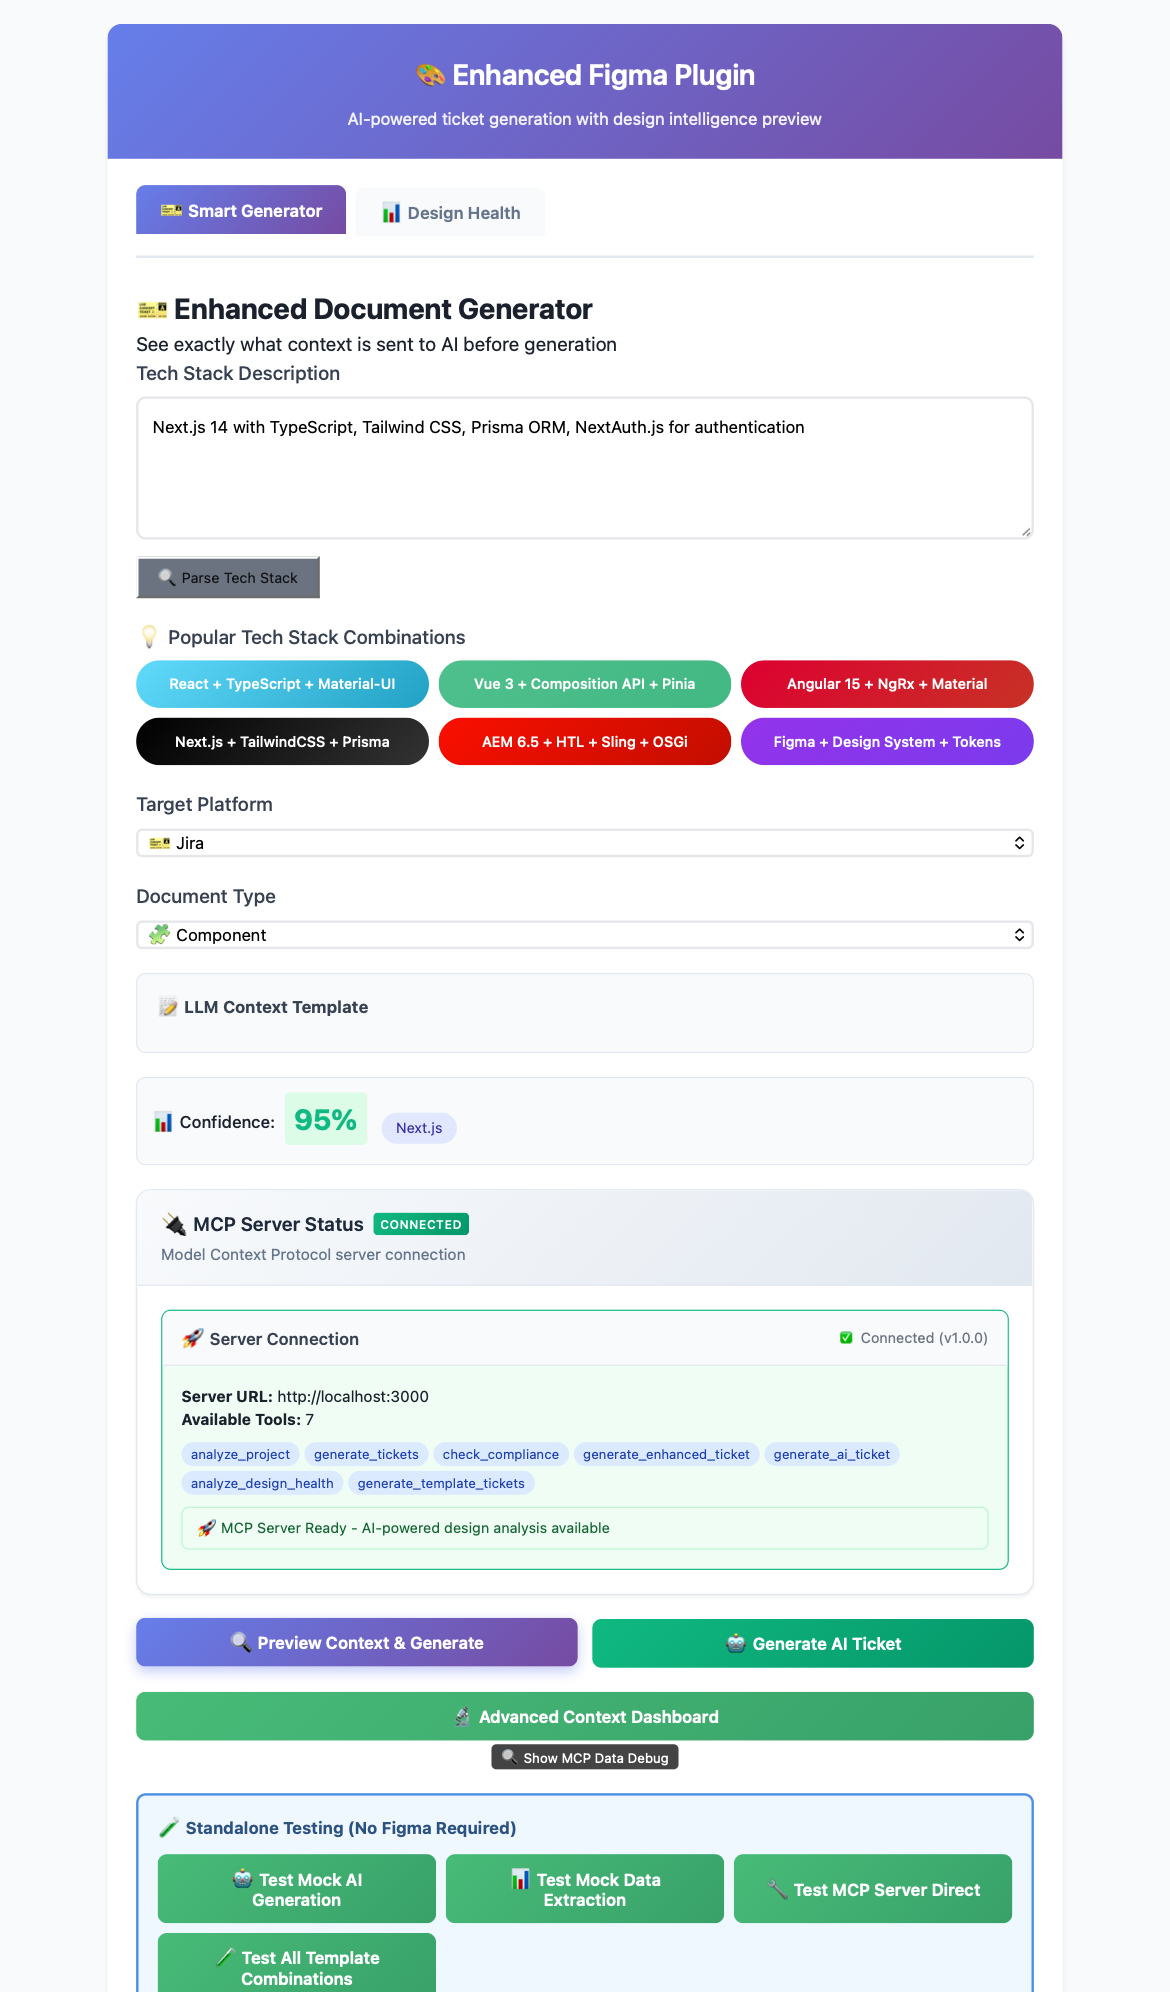 Enhanced Figma Plugin
AI-powered ticket generation with design intelligence preview
Smart Generator
Design Health
Enhanced Document Generator
See exactly what context is sent to AI before generation
Tech Stack Description
Next.js 14 with TypeScript, Tailwind CSS, Prisma ORM, NextAuth.js for authentication
Parse Tech Stack
Popular Tech Stack Combinations
React + TypeScript + Material-UI
Vue 3 + Composition API + Pinia
Angular 15 + NgRx + Material
Next.js + TailwindCSS + Prisma
AEM 6.5 + HTL + Sling + OSGi
Figma + Design System + Tokens
Target Platform
Jira
Document Type
Component
LLM Context Template
Confidence: 95% Next.js
MCP Server Status CONNECTED
Model Context Protocol server connection
Server Connection
Connected (v1.0.0)
Server URL: http://localhost:3000
Available Tools: 7
analyze_project generate_tickets check_compliance generate_enhanced_ticket generate_ai_ticket
analyze_design_health generate_template_tickets
MCP Server Ready - AI-powered design analysis available
Preview Context & Generate
Generate AI Ticket
Advanced Context Dashboard
Show MCP Data Debug
Standalone Testing (No Figma Required)
Test Mock AI
Generation
Test Mock Data
Extraction
Test MCP Server Direct
Test All Template
Combinations